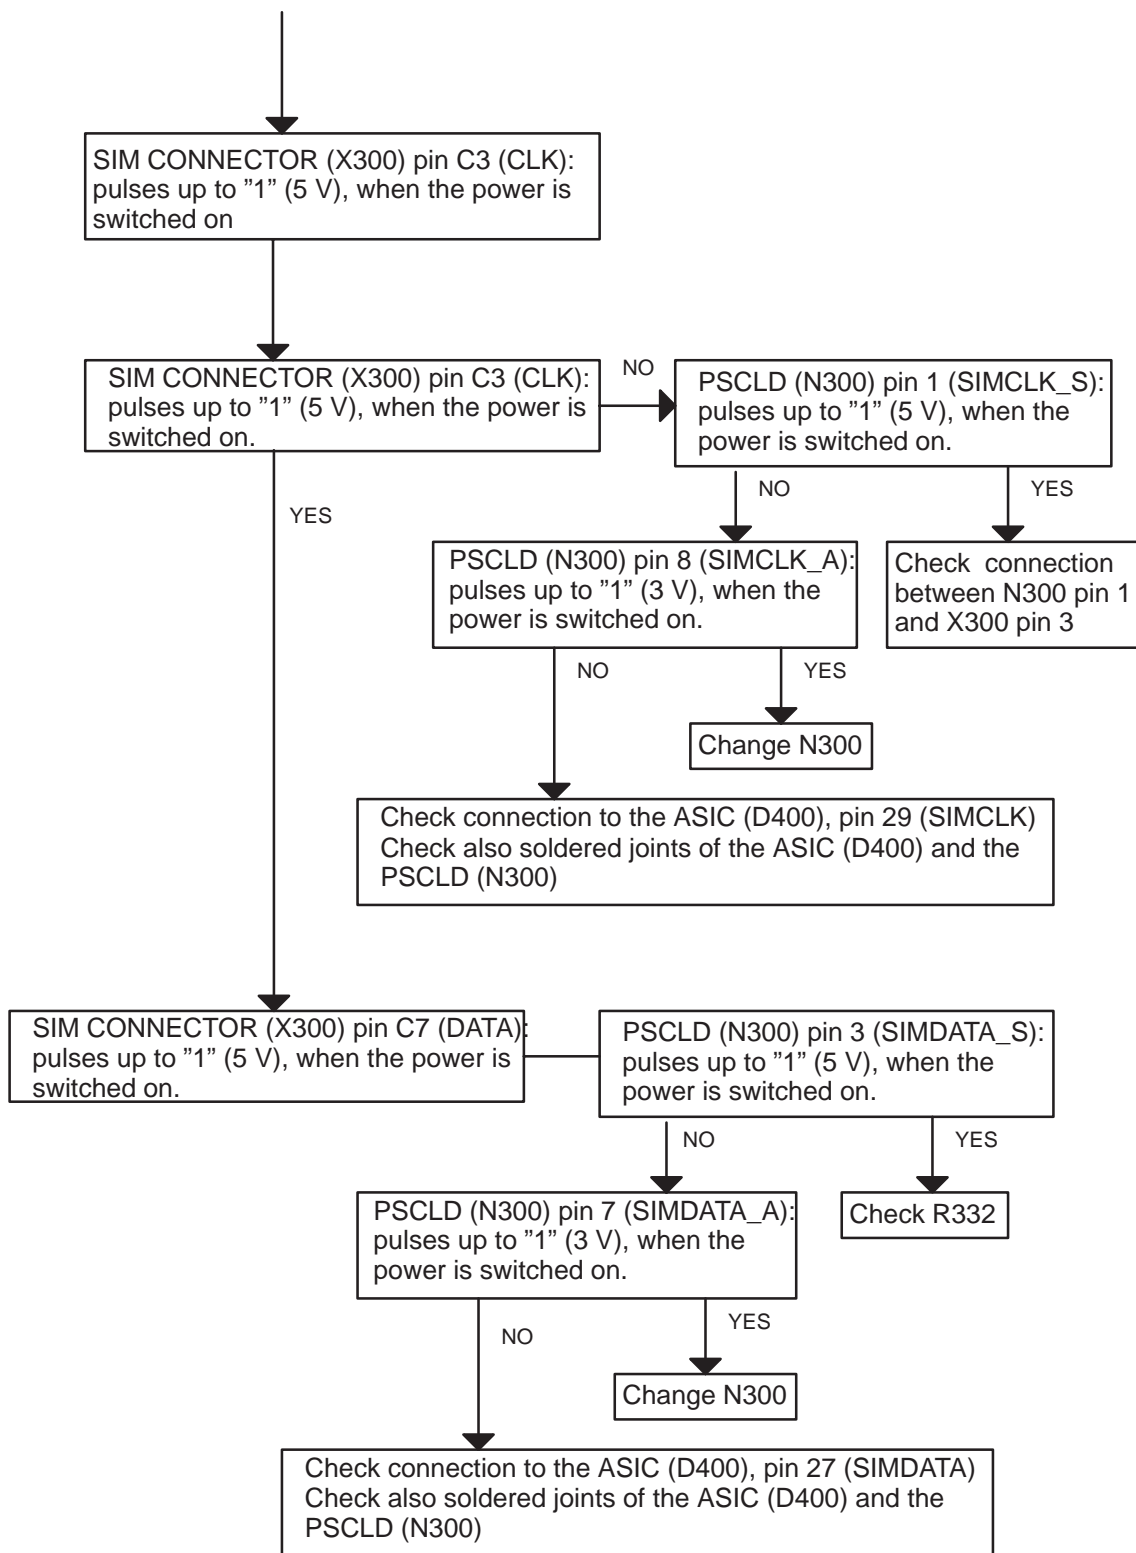 SIM CONNECTOR (X300) pin C3 (CLK):
pulses up to ”1” (5 V), when the power is
switched on
SIM CONNECTOR (X300) pin C3 (CLK):
pulses up to ”1” (5 V), when the power is
switched on.
NO
PSCLD (N300) pin 1 (SIMCLK_S):
pulses up to ”1” (5 V), when the
power is switched on.
YES
NO
YES
PSCLD (N300) pin 8 (SIMCLK_A):
pulses up to ”1” (3 V), when the
power is switched on.
Check connection
between N300 pin 1
and X300 pin 3
NO
YES
Change N300
Check connection to the ASIC (D400), pin 29 (SIMCLK)
Check also soldered joints of the ASIC (D400) and the
PSCLD (N300)
SIM CONNECTOR (X300) pin C7 (DATA):
pulses up to ”1” (5 V), when the power is
switched on.
PSCLD (N300) pin 3 (SIMDATA_S):
pulses up to ”1” (5 V), when the
power is switched on.
NO
YES
PSCLD (N300) pin 7 (SIMDATA_A):
pulses up to ”1” (3 V), when the
power is switched on.
Check R332
NO
YES
Change N300
Check connection to the ASIC (D400), pin 27 (SIMDATA)
Check also soldered joints of the ASIC (D400) and the
PSCLD (N300)